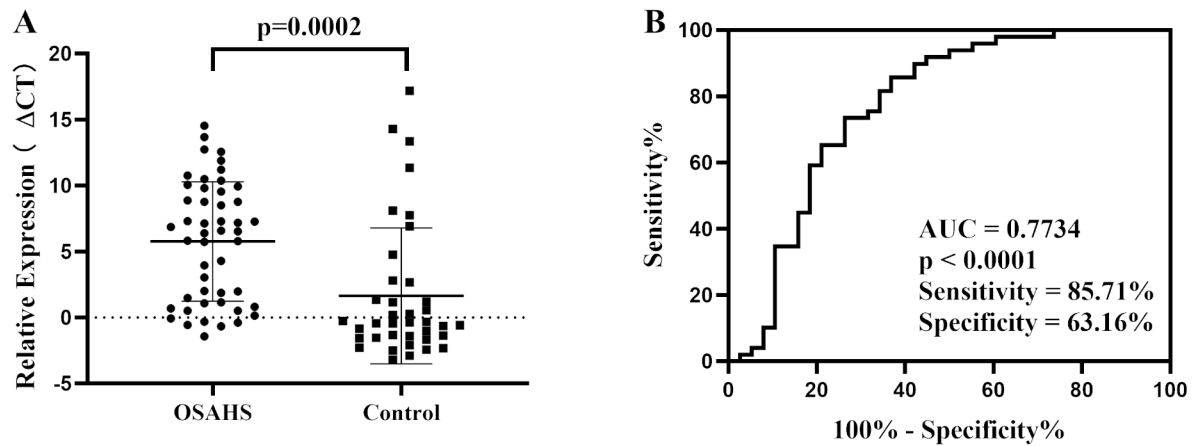 A
p=0.0002
Relative Expression ( ΔCT)
20
15
10
5
0
-5
OSAHS
Control
B
Sensitivity%
100
80
60
40
20
0
AUC = 0.7734
p < 0.0001
Sensitivity = 85.71%
Specificity = 63.16%
0
20
40
60
80
100
100% - Specificity%